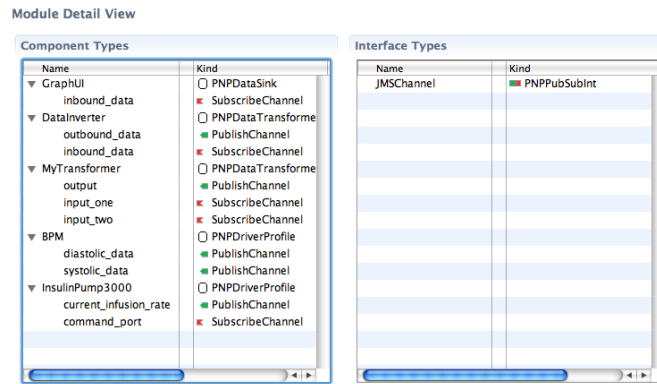 Module Detail View
Component Types
Name Kind
GraphUI PNPDataSink
inbound_data SubscribeChannel
DataInverter PNPDataTransforme
outbound_data PublishChannel
inbound_data SubscribeChannel
MyTransformer PNPDataTransforme
output PublishChannel
input_one SubscribeChannel
input_two SubscribeChannel
BPM PNPDriverProfile
diastolic_data PublishChannel
systolic_data PublishChannel
InsulinPump3000 PNPDriverProfile
current_infusion_rate PublishChannel
command_port SubscribeChannel
Interface Types
Name Kind
JMSChannel PNPPubSubInt